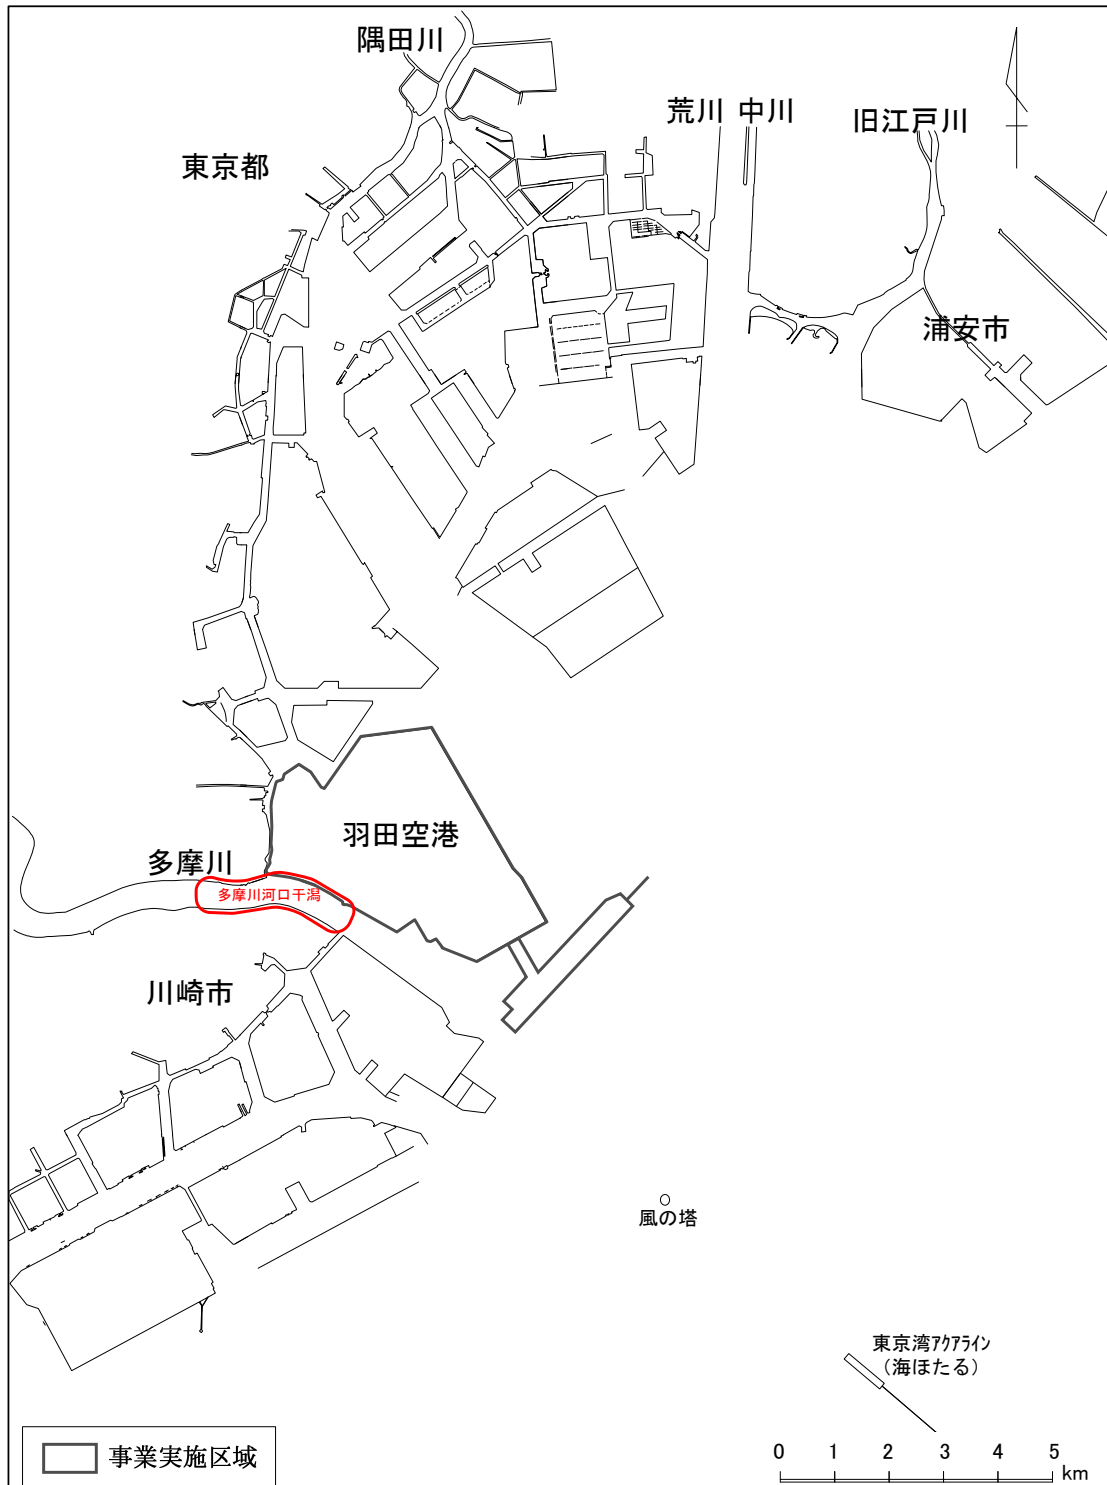 隅田川
荒川 中川
旧江戸川
東京都
浦安市
羽田空港
多摩川
多摩川河口干潟
川崎市
風の塔
東京湾ｱｸｱﾗｲﾝ
（海ほたる）
事業実施区域
0 1 2 3 4 5
km